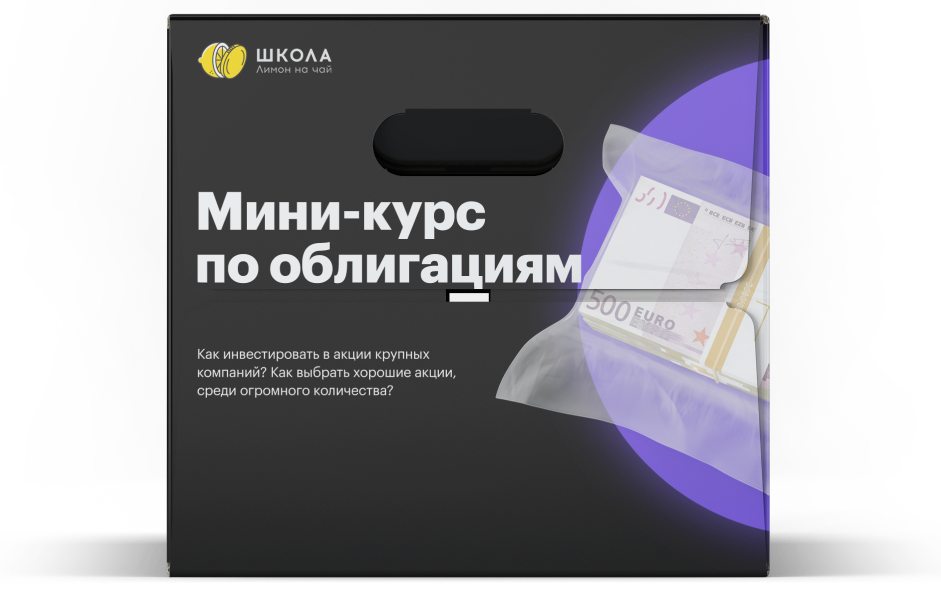 ШКОЛА
Лимон на чай
Мини-курс
по облигациям
Как инвестировать в акции крупных
компаний? Как выбрать хорошие акции,
среди огромного количества?
500 EURO